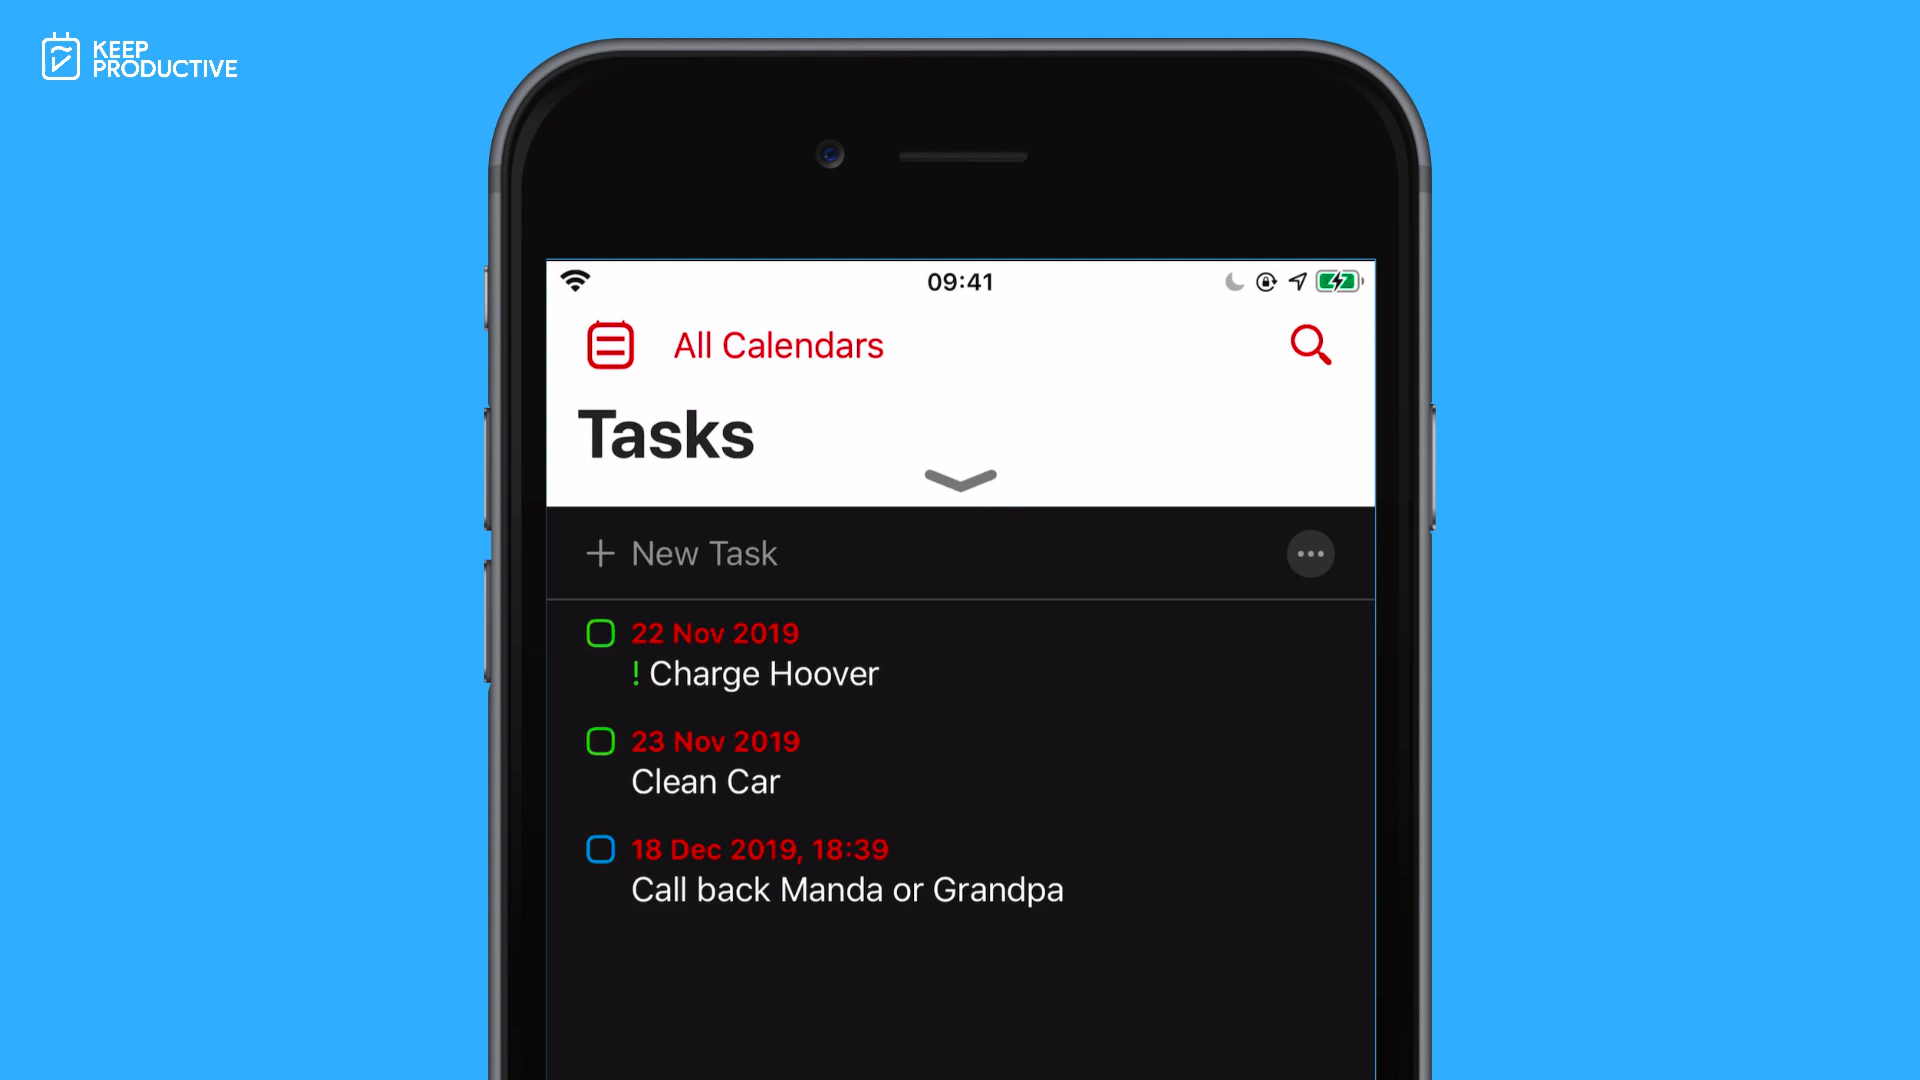 KEEP
PRODUCTIVE
09:41
All Calendars
Tasks
New Task
22 Nov 2019
! Charge Hoover
23 Nov 2019
Clean Car
18 Dec 2019, 18:39
Call back Manda or Grandpa